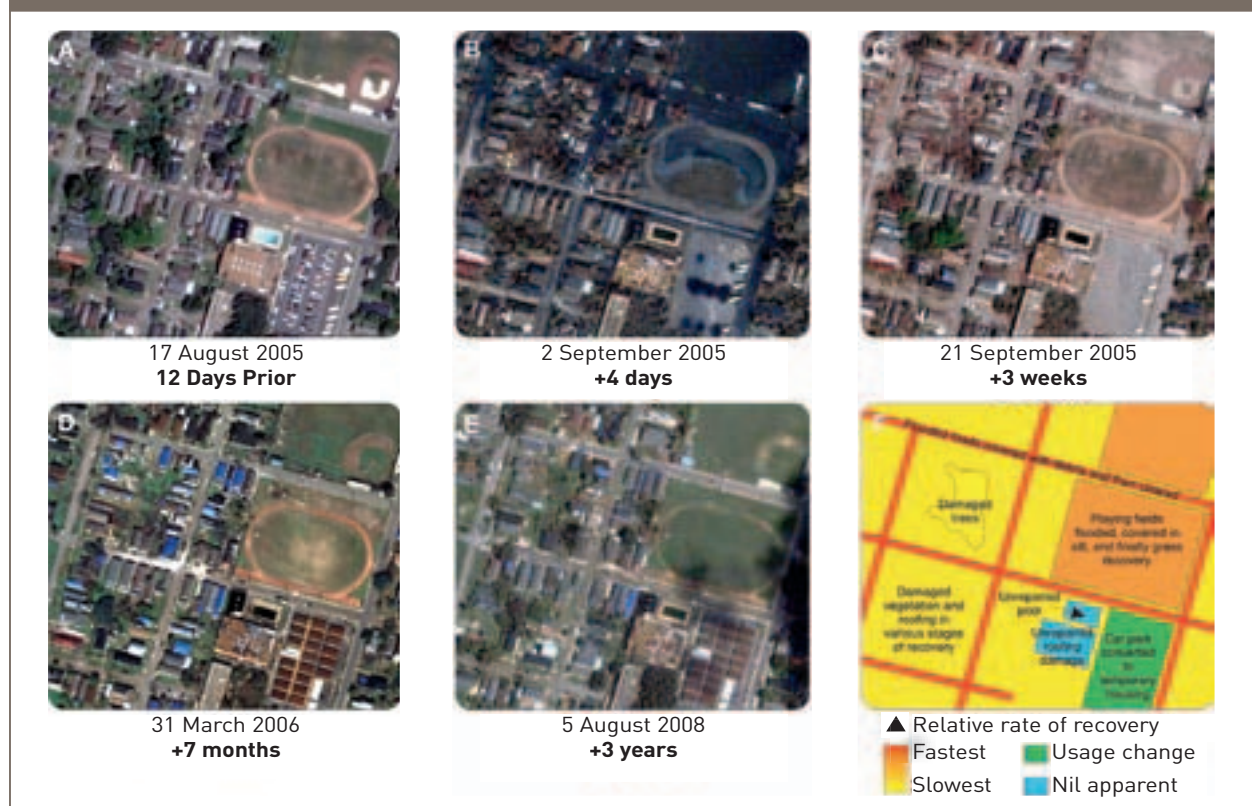 A
B
C
17 August 2005
12 Days Prior
2 September 2005
+4 days
21 September 2005
+3 weeks
D
E
F
31 March 2006
+7 months
5 August 2008
+3 years
Damaged
trees
Playing fields
flooded, covered in
silt, and finally grass
recovery
Damaged
vegetation and
roofing in
various stages
of recovery
Unrepaired
pool
Unrepaired
roofing
damage
Car park
converted
to
temporary
housing
▲ Relative rate of recovery
Fastest
Usage change
Slowest
Nil apparent